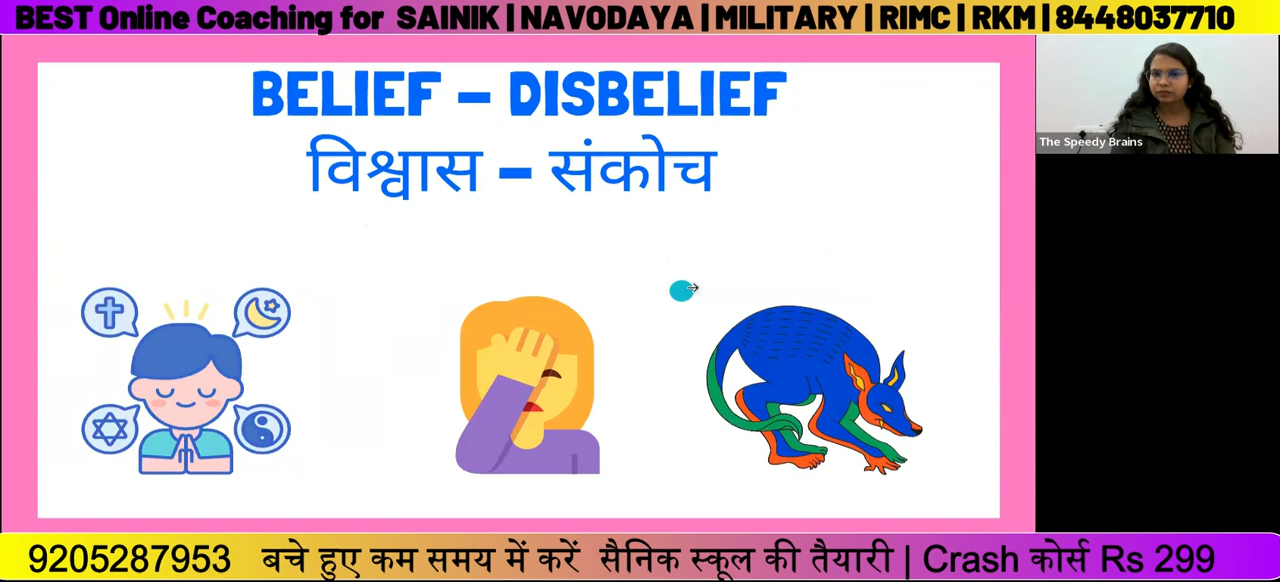 BEST Online Coaching for SAINIK | NAVODAYA | MILITARY | RIMC | RKM | 8448037710
BELIEF – DISBELIEF
विश्वास – संकोच
The Speedy Brains
9205287953 बचे हुए कम समय में करें सैनिक स्कूल की तैयारी | Crash कोर्स Rs 299